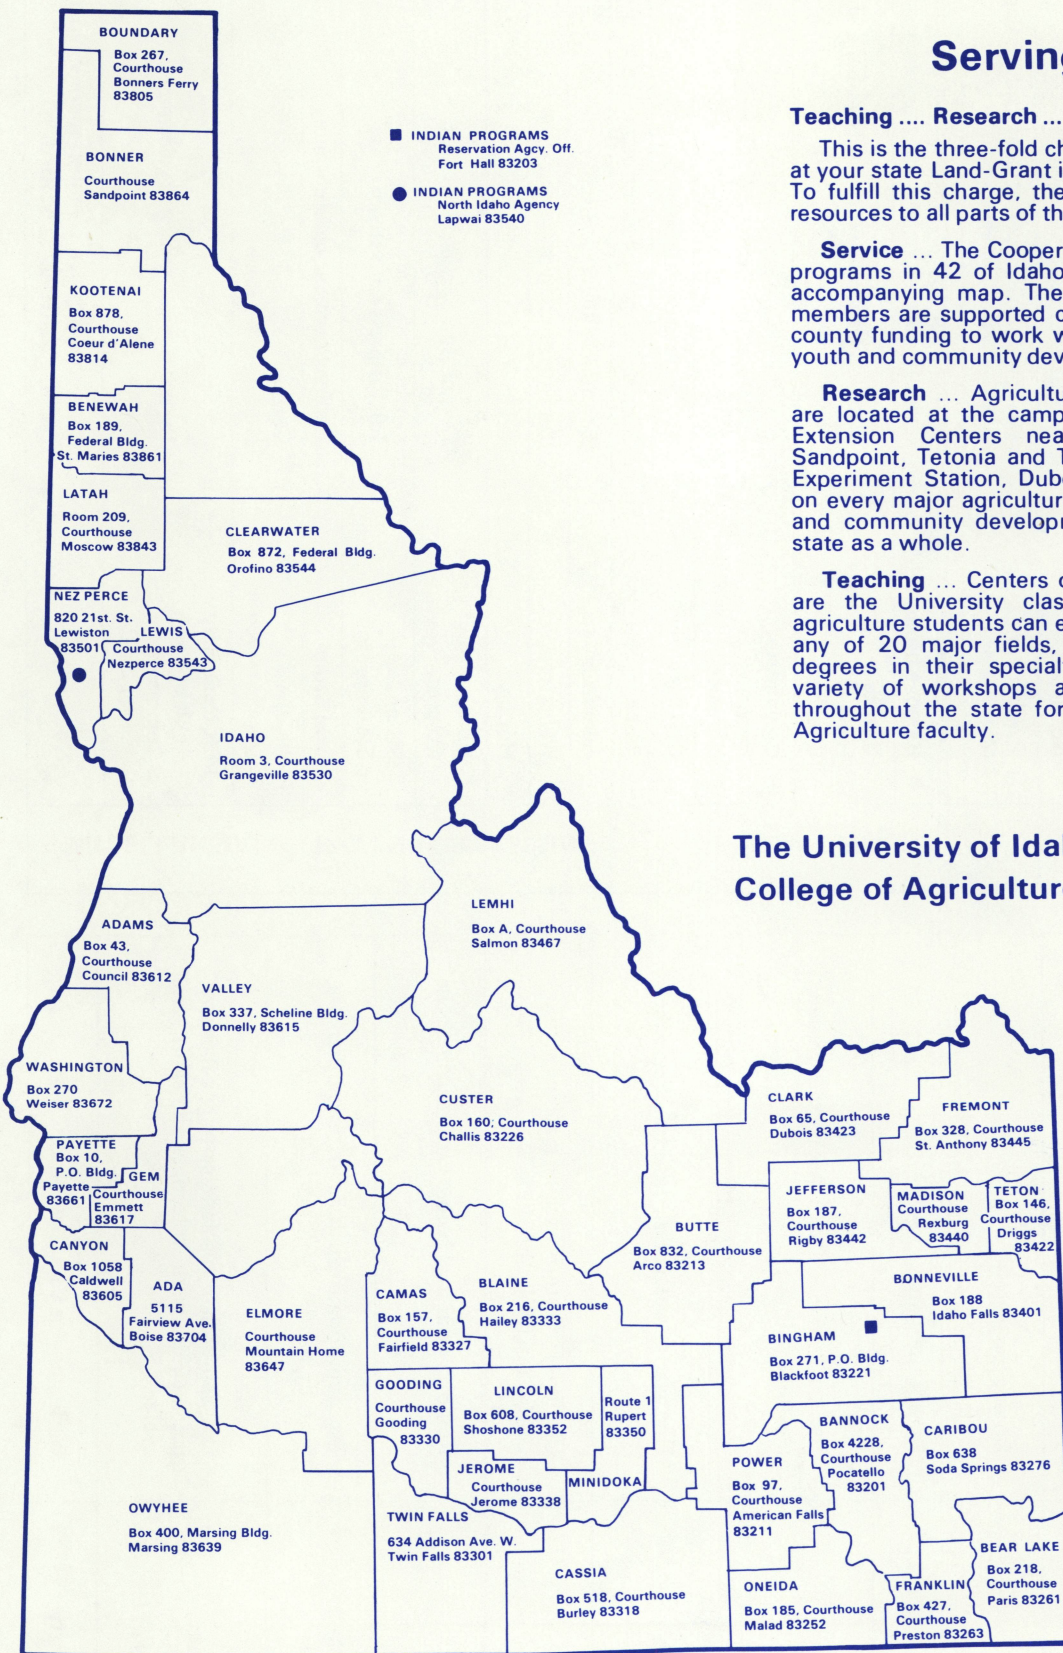 Serving
Teaching .... Research ...
This is the three-fold
at your state Land-Grant
To fulfill this charge, the
resources to all parts of
Service ... The
programs in 42 of Idaho
accompanying map. The
members are supported
county funding to work
youth and community
Research ...
are located at the
Extension Centers
Sandpoint, Tetonia and
Experiment Station,
on every major
and community
state as a whole.
Teaching ... Centers
are the University
agriculture students can
any of 20 major fields,
degrees in their
variety of workshops
throughout the state for
Agriculture faculty.
The University of
College of
■ INDIAN PROGRAMS
Reservation Agcy. Off.
Fort Hall 83203
● INDIAN PROGRAMS
North Idaho Agency
Lapwai 83540
BOUNDARY
Box 267,
Courthouse
Bonners Ferry
83805
BONNER
Courthouse
Sandpoint 83864
KOOTENAI
Box 878,
Courthouse
Coeur d'Alene
83814
BENEWAH
Box 189,
Federal Bldg.
St. Maries 83861
LATAH
Room 209,
Courthouse
Moscow 83843
CLEARWATER
Box 872, Federal Bldg.
Orofino 83544
NEZ PERCE
820 21st. St.
Lewiston
83501
LEWIS
Courthouse
Nezperce 83543
IDAHO
Room 3, Courthouse
Grangeville 83530
ADAMS
Box 43,
Courthouse
Council 83612
LEMHI
Box A, Courthouse
Salmon 83467
VALLEY
Box 337, Scheline Bldg.
Donnelly 83615
WASHINGTON
Box 270
Weiser 83672
CUSTER
Box 160; Courthouse
Challis 83226
CLARK
Box 65, Courthouse
Dubois 83423
FREMONT
Box 328, Courthouse
St. Anthony 83445
PAYETTE
Box 10,
P.O. Bldg.
Payette
83661
GEM
Courthouse
Emmett
83617
JEFFERSON
Box 187,
Courthouse
Rigby 83442
MADISON
Courthouse
Rexburg
83440
TETON
Box 146,
Courthouse
Driggs
83422
BUTTE
Box 832, Courthouse
Arco 83213
CANYON
Box 1058
Caldwell
83605
ADA
5115
Fairview Ave.
Boise 83704
ELMORE
Courthouse
Mountain Home
83647
CAMAS
Box 157,
Courthouse
Fairfield 83327
BLAINE
Box 216, Courthouse
Hailey 83333
BONNEVILLE
Box 188
Idaho Falls 83401
BINGHAM
Box 271, P.O. Bldg.
Blackfoot 83221
GOODING
Courthouse
Gooding
83330
LINCOLN
Box 608, Courthouse
Shoshone 83352
Route 1
Rupert
83350
MINIDOKA
JEROME
Courthouse
Jerome 83338
POWER
Box 97,
Courthouse
American Falls
83211
BANNOCK
Box 4228,
Courthouse
Pocatello
83201
CARIBOU
Box 638
Soda Springs 83276
OWYHEE
Box 400, Marsing Bldg.
Marsing 83639
TWIN FALLS
634 Addison Ave. W.
Twin Falls 83301
CASSIA
Box 518, Courthouse
Burley 83318
ONEIDA
Box 185, Courthouse
Malad 83252
FRANKLIN
Box 427,
Courthouse
Preston 83263
BEAR LAKE
Box 218,
Courthouse
Paris 83261